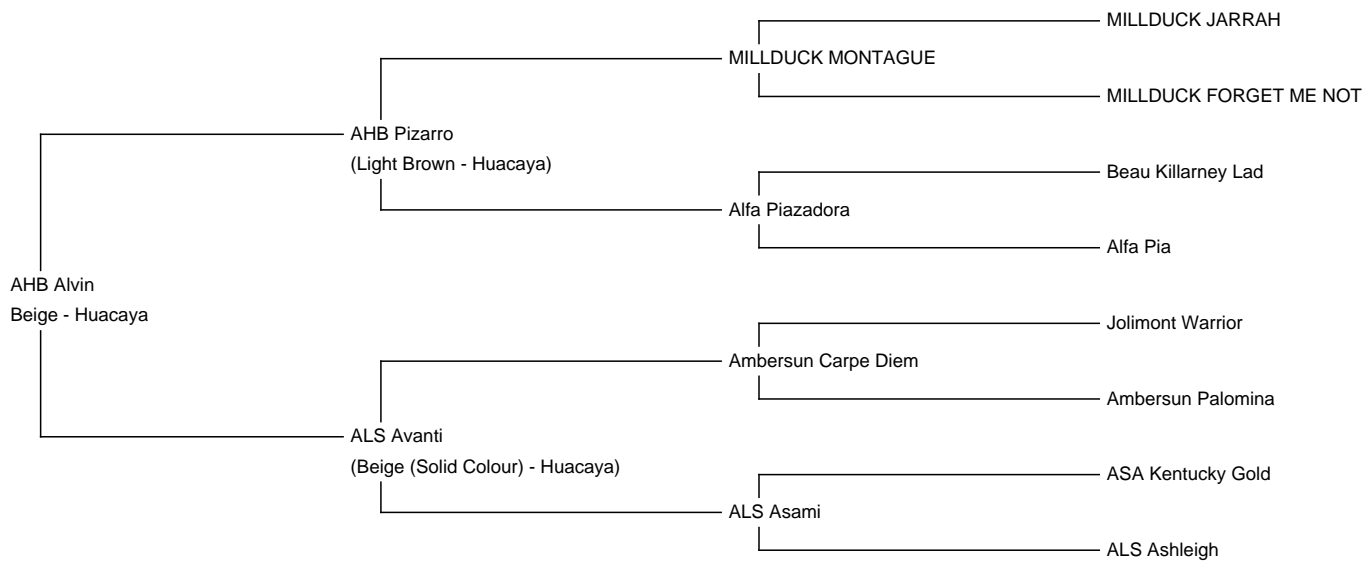 MILLDUCK JARRAH
MILLDUCK MONTAGUE
MILLDUCK FORGET ME NOT
AHB Pizarro
(Light Brown - Huacaya)
Beau Killarney Lad
Alfa Piazadora
Alfa Pia
AHB Alvin
Beige - Huacaya
Jolimont Warrior
Ambersun Carpe Diem
Ambersun Palomina
ALS Avanti
(Beige (Solid Colour) - Huacaya)
ASA Kentucky Gold
ALS Asami
ALS Ashleigh